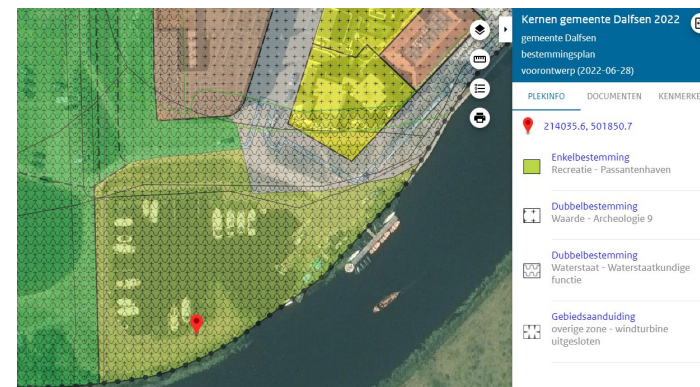 Kernen gemeente Dalfsen 2022
gemeente Dalfsen
bestemmingsplan
voorontwerp (2022-06-28)
PLEKINFO DOCUMENTEN KENMERKE
214035.6, 501850.7
Enkelbestemming
Recreatie - Passantenhaven
Dubbelbestemming
Waarde - Archeologie 9
Dubbelbestemming
Waterstaat - Waterstaatkundige
functie
Gebiedsaanduiding
overige zone - windturbine
uitgesloten